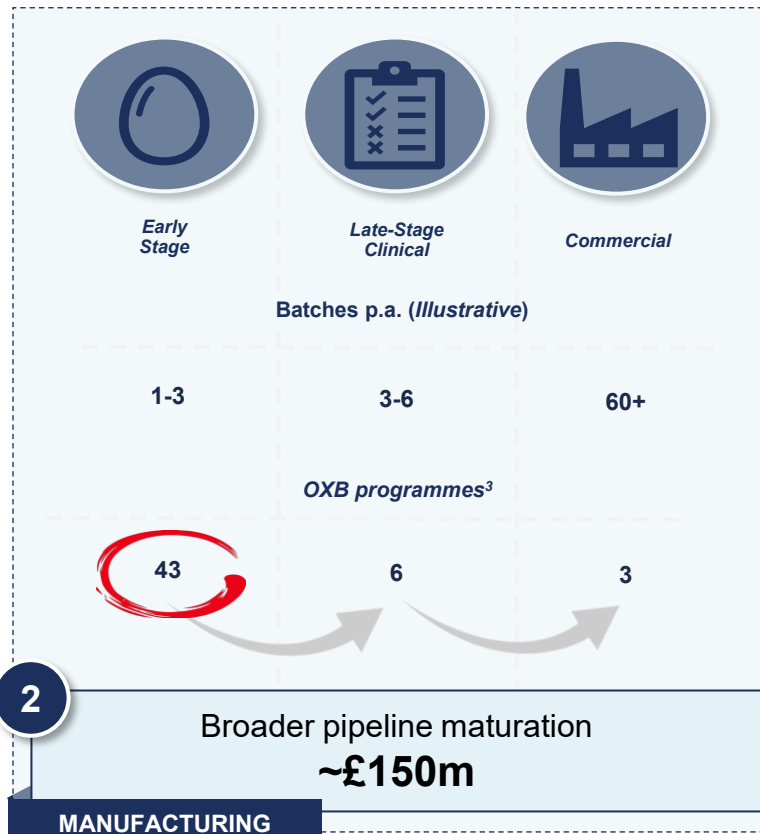 Early
Stage
Late-Stage
Clinical
Commercial
Batches p.a. (Illustrative)
1-3
3-6
60+
OXB programmes³
43
6
3
2
Broader pipeline maturation
~£150m
MANUFACTURING